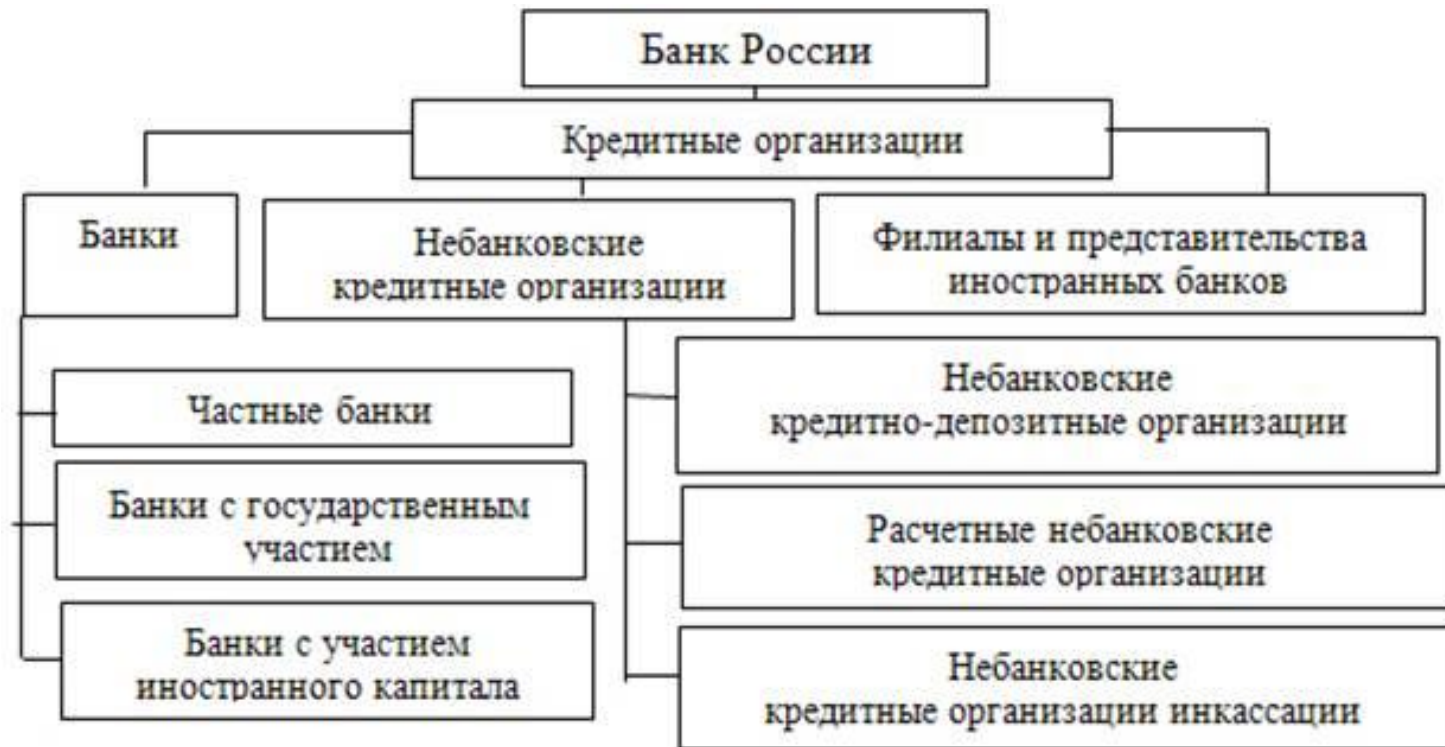 Банк России
Кредитные организации
Банки
Небанковские
кредитные организации
Филиалы и представительства
иностранных банков
Частные банки
Банки с государственным
участием
Банки с участием
иностранного капитала
Небанковские
кредитно-депозитные организации
Расчетные небанковские
кредитные организации
Небанковские
кредитные организации инкассации